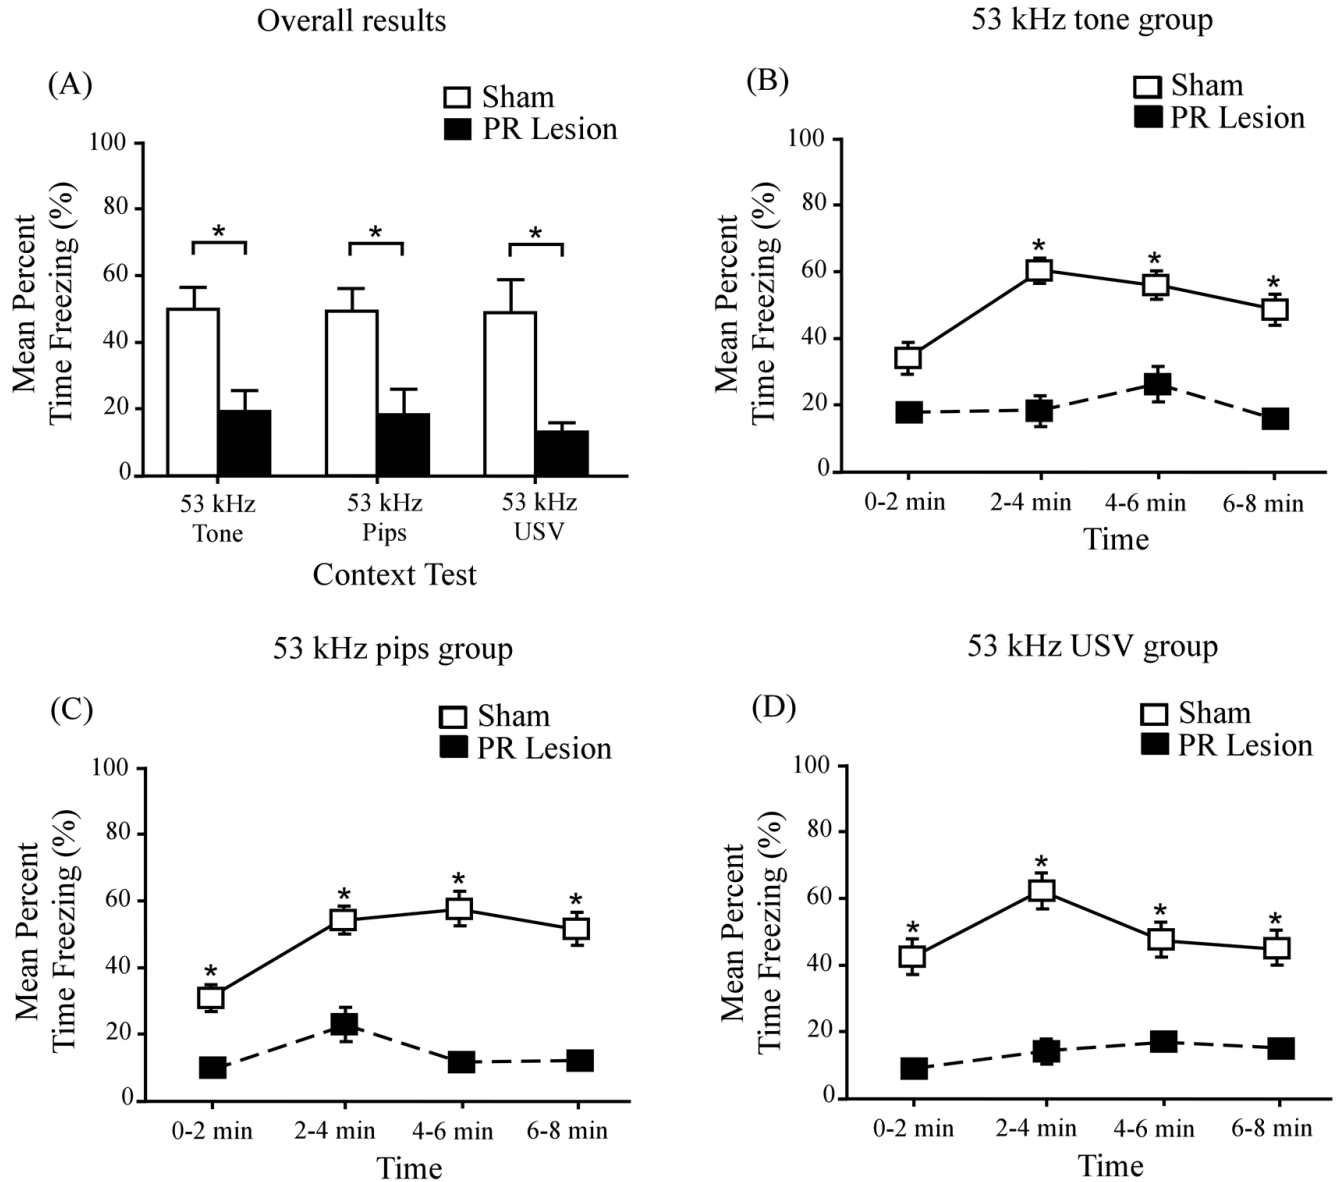 Overall results
(A)
Sham
PR Lesion
Mean Percent
Time Freezing (%)
100
80
60
40
20
0
*
*
*
53 kHz
Tone
53 kHz
Pips
53 kHz
USV
Context Test
53 kHz tone group
(B)
Sham
PR Lesion
Mean Percent
Time Freezing (%)
100
80
60
40
20
0
*
*
*
0-2 min
2-4 min
4-6 min
6-8 min
Time
53 kHz pips group
(C)
Sham
PR Lesion
Mean Percent
Time Freezing (%)
100
80
60
40
20
0
*
*
*
*
0-2 min
2-4 min
4-6 min
6-8 min
Time
53 kHz USV group
(D)
Sham
PR Lesion
Mean Percent
Time Freezing (%)
100
80
60
40
20
0
*
*
*
*
0-2 min
2-4 min
4-6 min
6-8 min
Time